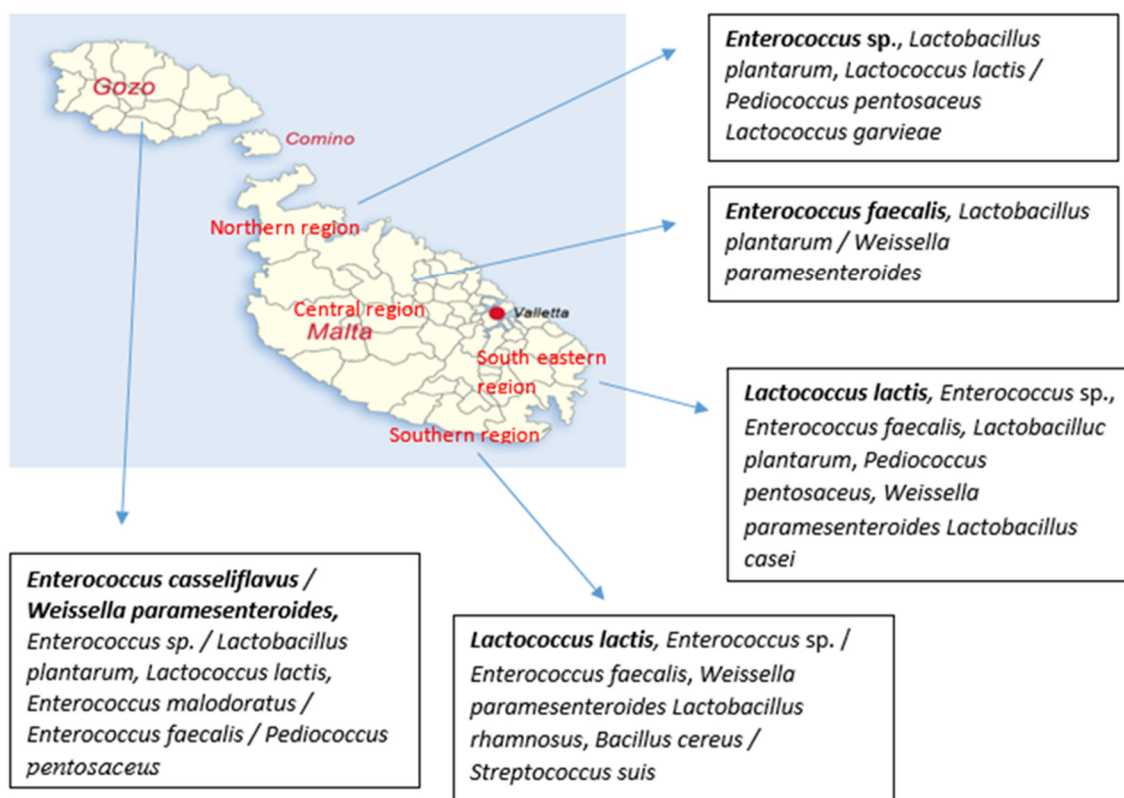 Gozo
Comino
Northern region
Central region
Malta
Valletta
South eastern
region
Southern region
Enterococcus sp., Lactobacillus
plantarum, Lactococcus lactis /
Pediococcus pentosaceus
Lactococcus garvieae
Enterococcus faecalis, Lactobacillus
plantarum / Weissella
paramesenteroides
Lactococcus lactis, Enterococcus sp.,
Enterococcus faecalis, Lactobacilluc
plantarum, Pediococcus
pentosaceus, Weissella
paramesenteroides Lactobacillus
casei
Enterococcus casseliflavus /
Weissella paramesenteroides,
Enterococcus sp. / Lactobacillus
plantarum, Lactococcus lactis,
Enterococcus malodoratus /
Enterococcus faecalis / Pediococcus
pentosaceus
Lactococcus lactis, Enterococcus sp. /
Enterococcus faecalis, Weissella
paramesenteroides Lactobacillus
rhamnosus, Bacillus cereus /
Streptococcus suis